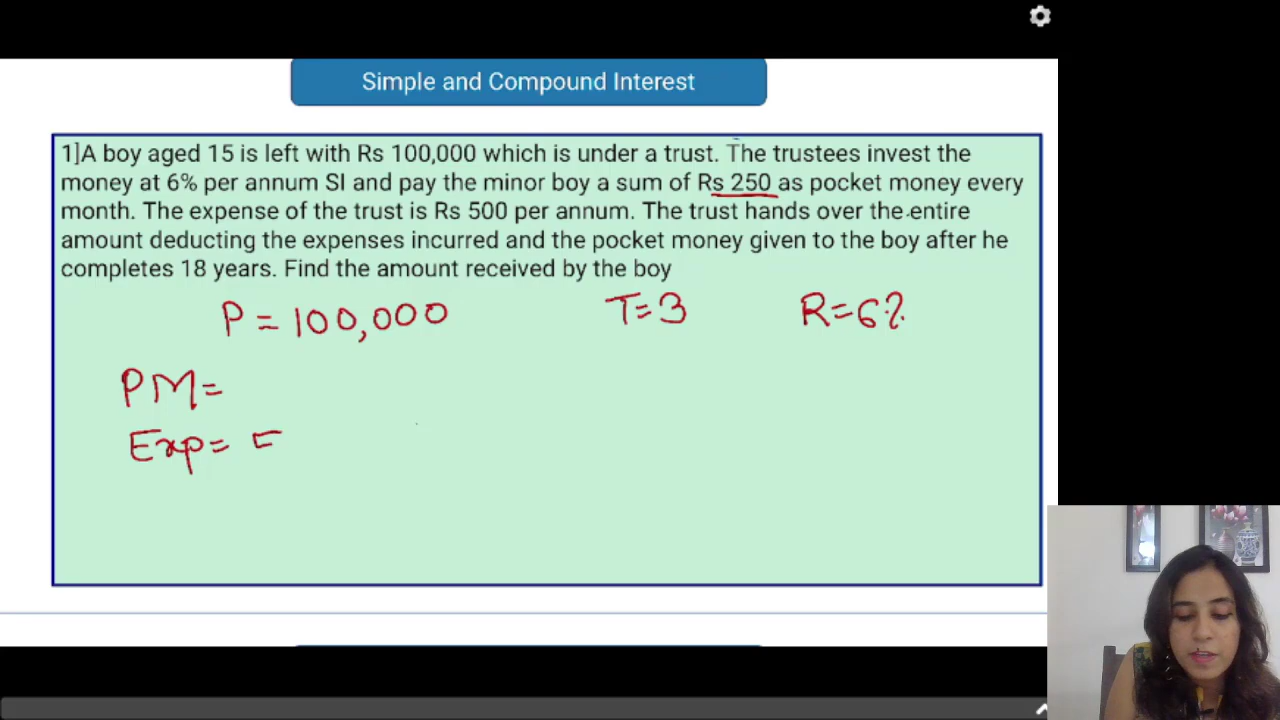 Simple and Compound Interest
1]A boy aged 15 is left with Rs 100,000 which is under a trust. The trustees invest the
money at 6% per annum SI and pay the minor boy a sum of Rs 250 as pocket money every
month. The expense of the trust is Rs 500 per annum. The trust hands over the entire
amount deducting the expenses incurred and the pocket money given to the boy after he
completes 18 years. Find the amount received by the boy
P = 100,000 T=3 R=6%
PM=
Exp= 5